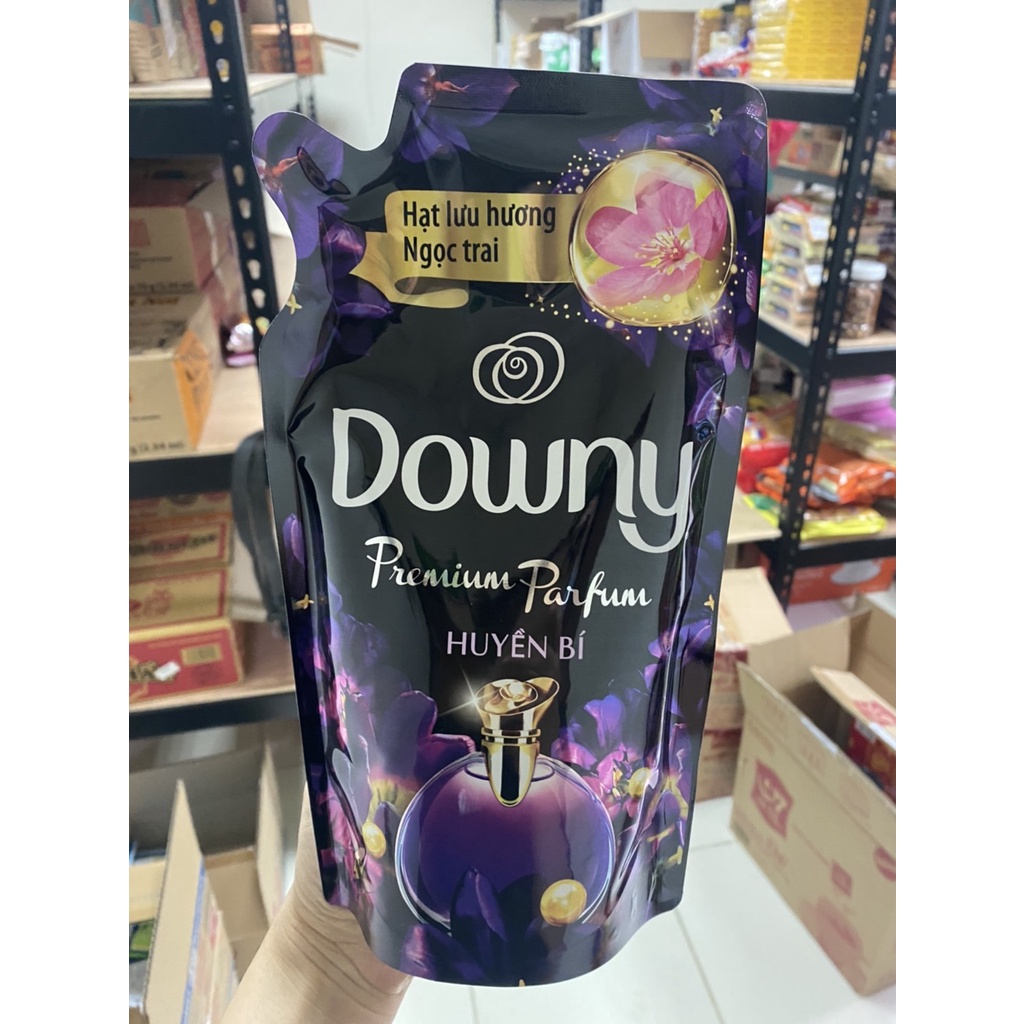 Hạt lưu hương
Ngọc trai
Downy
Premium Parfum
HUYỀN BÍ